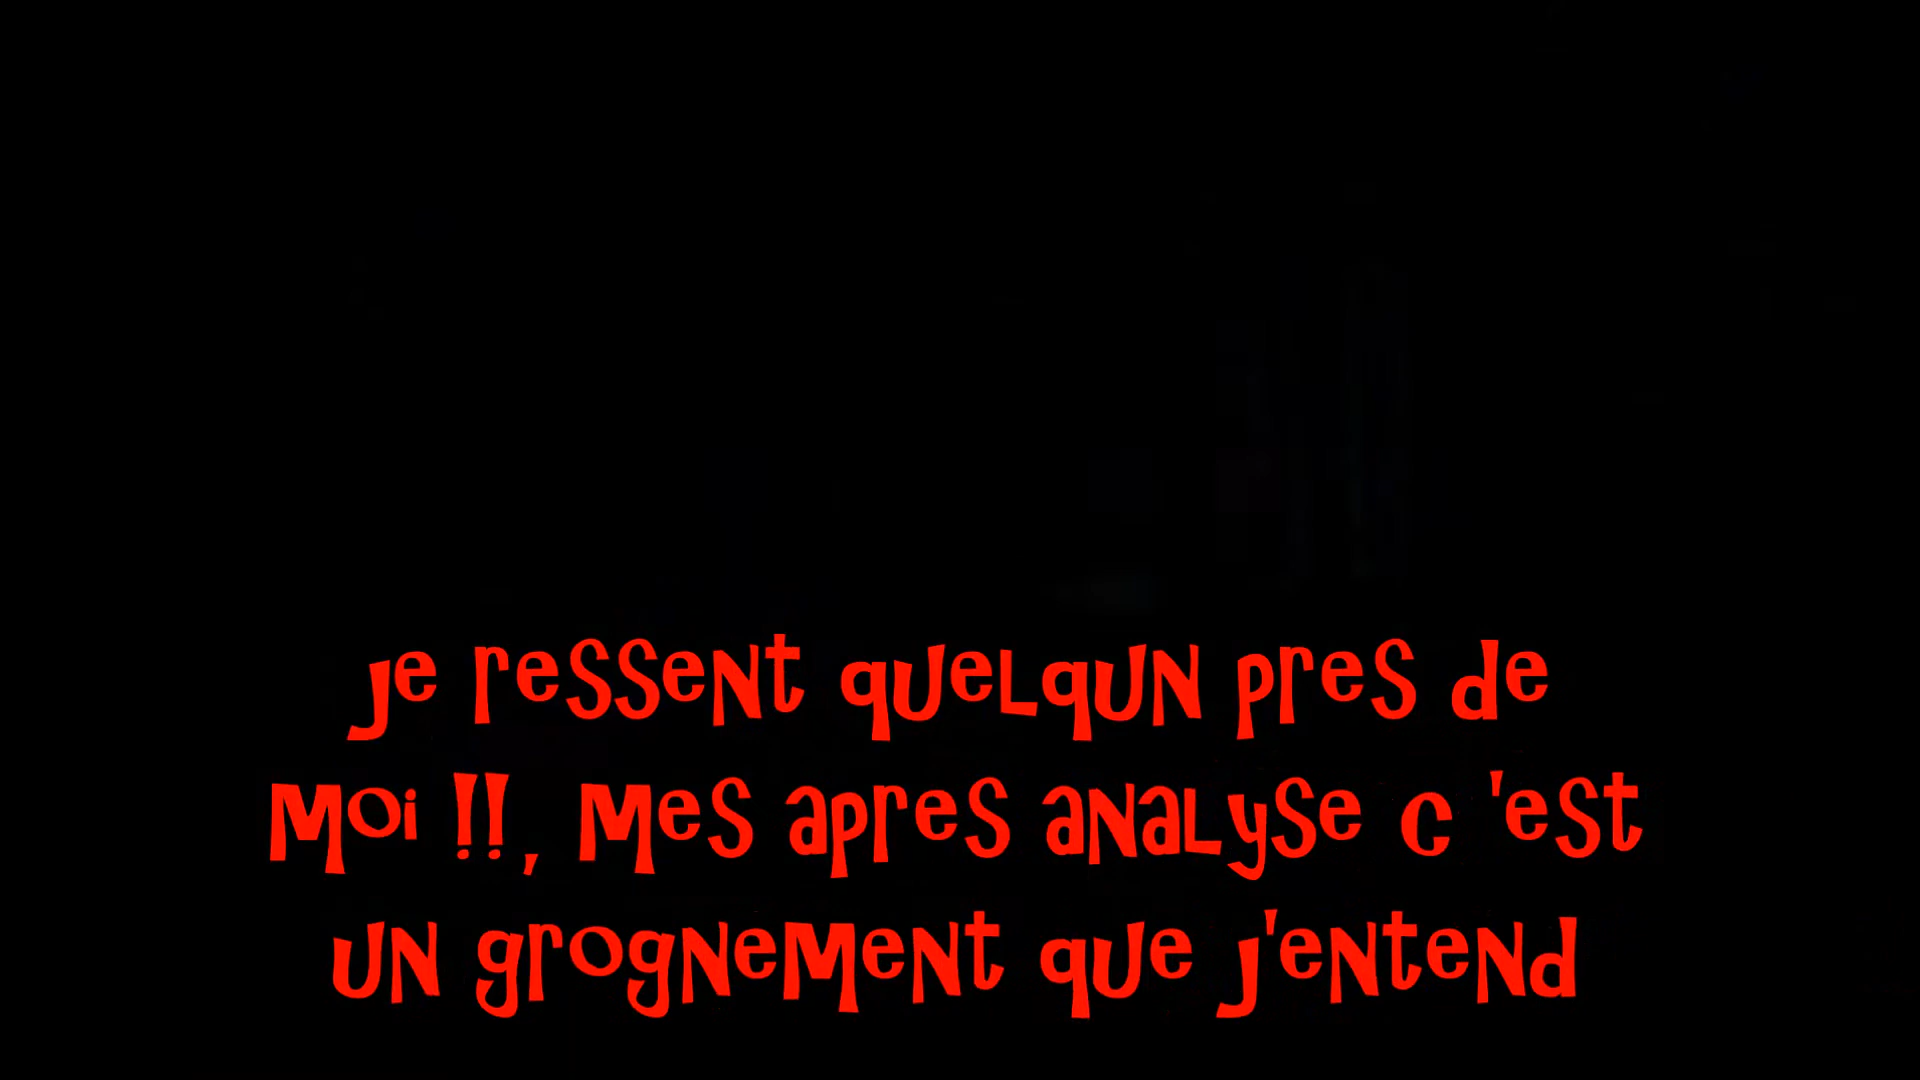 je ressent quelqun pres de
moi !!, mes apres analyse c 'est
un grognement que j'entend